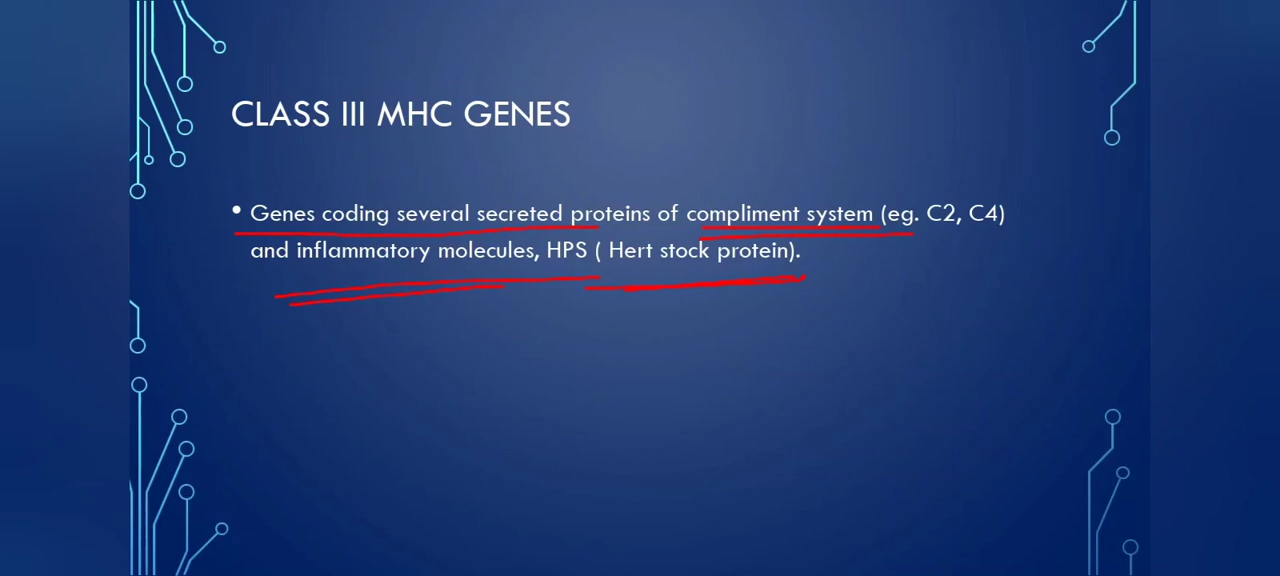 CLASS III MHC GENES
• Genes coding several secreted proteins of compliment system (eg. C2, C4)
and inflammatory molecules, HPS ( Hert stock protein).